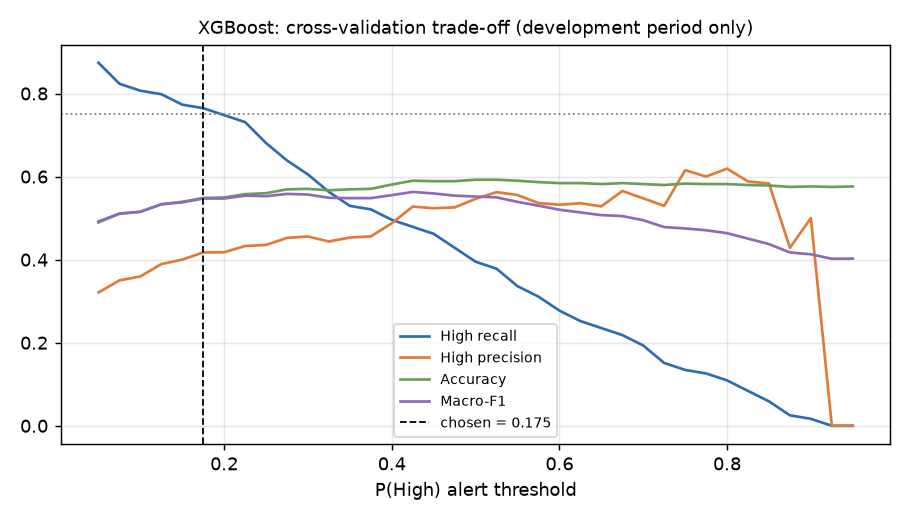 XGBoost: cross-validation trade-off (development period only)
0.8
0.6
0.4
0.2
0.0
High recall
High precision
Accuracy
Macro-F1
chosen = 0.175
0.2 0.4 0.6 0.8
P(High) alert threshold